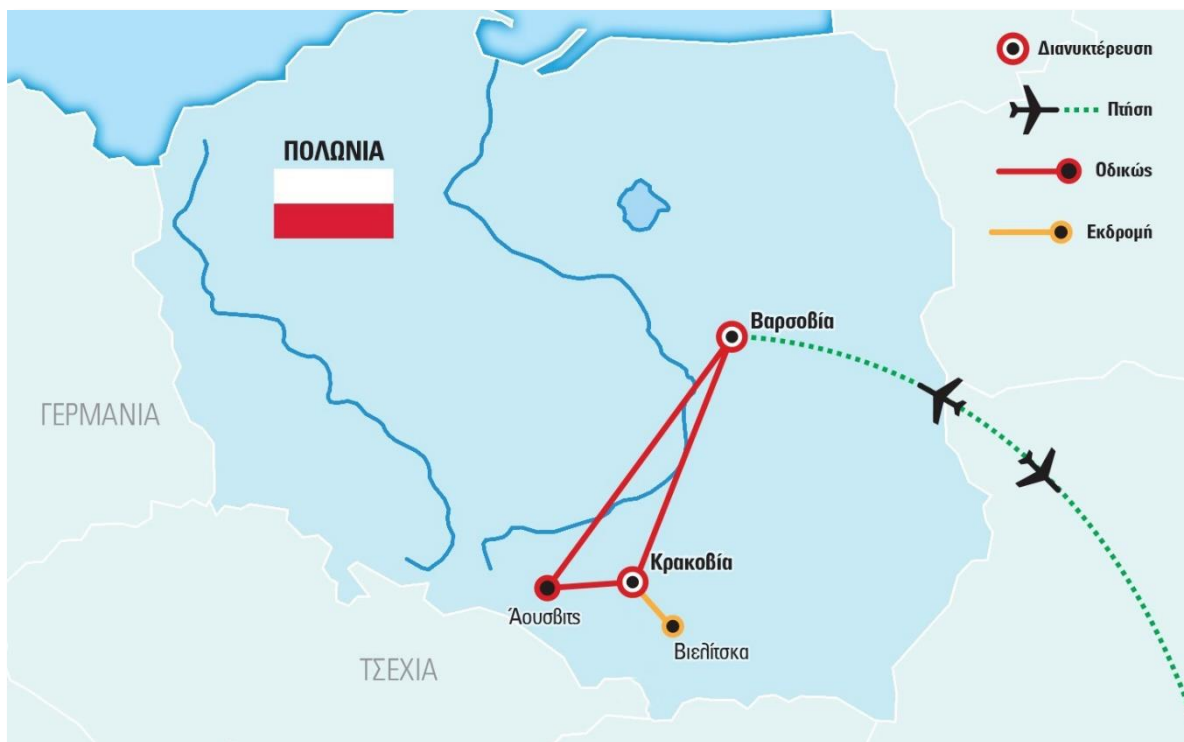 ΠΟΛΩΝΙΑ
Διανυκτέρευση
Πτήση
Οδικώς
Εκδρομή
Βαρσοβία
ΓΕΡΜΑΝΙΑ
Κρακοβία
Άουσβιτς
Βιελίτσκα
ΤΣΕΧΙΑ